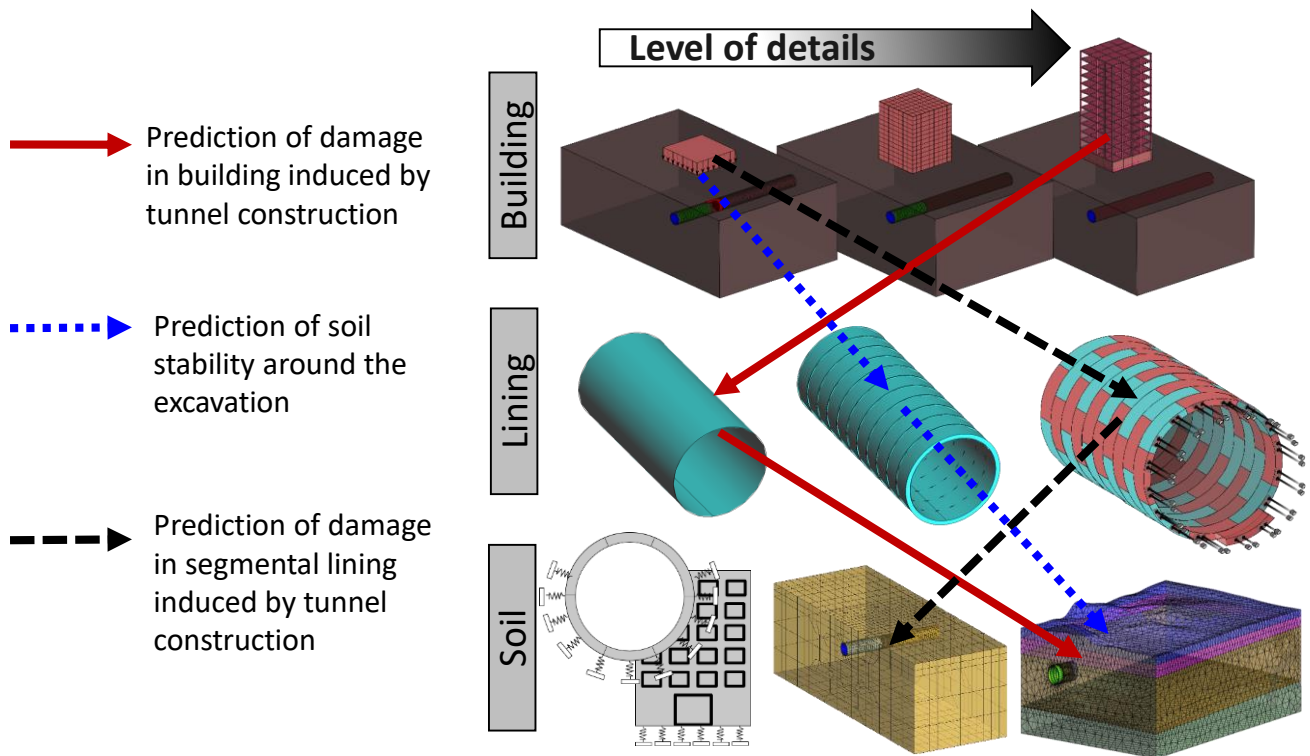 Level of details
Building
Prediction of damage
in building induced by
tunnel construction
Prediction of soil
stability around the
excavation
Lining
Prediction of damage
in segmental lining
induced by tunnel
construction
Soil